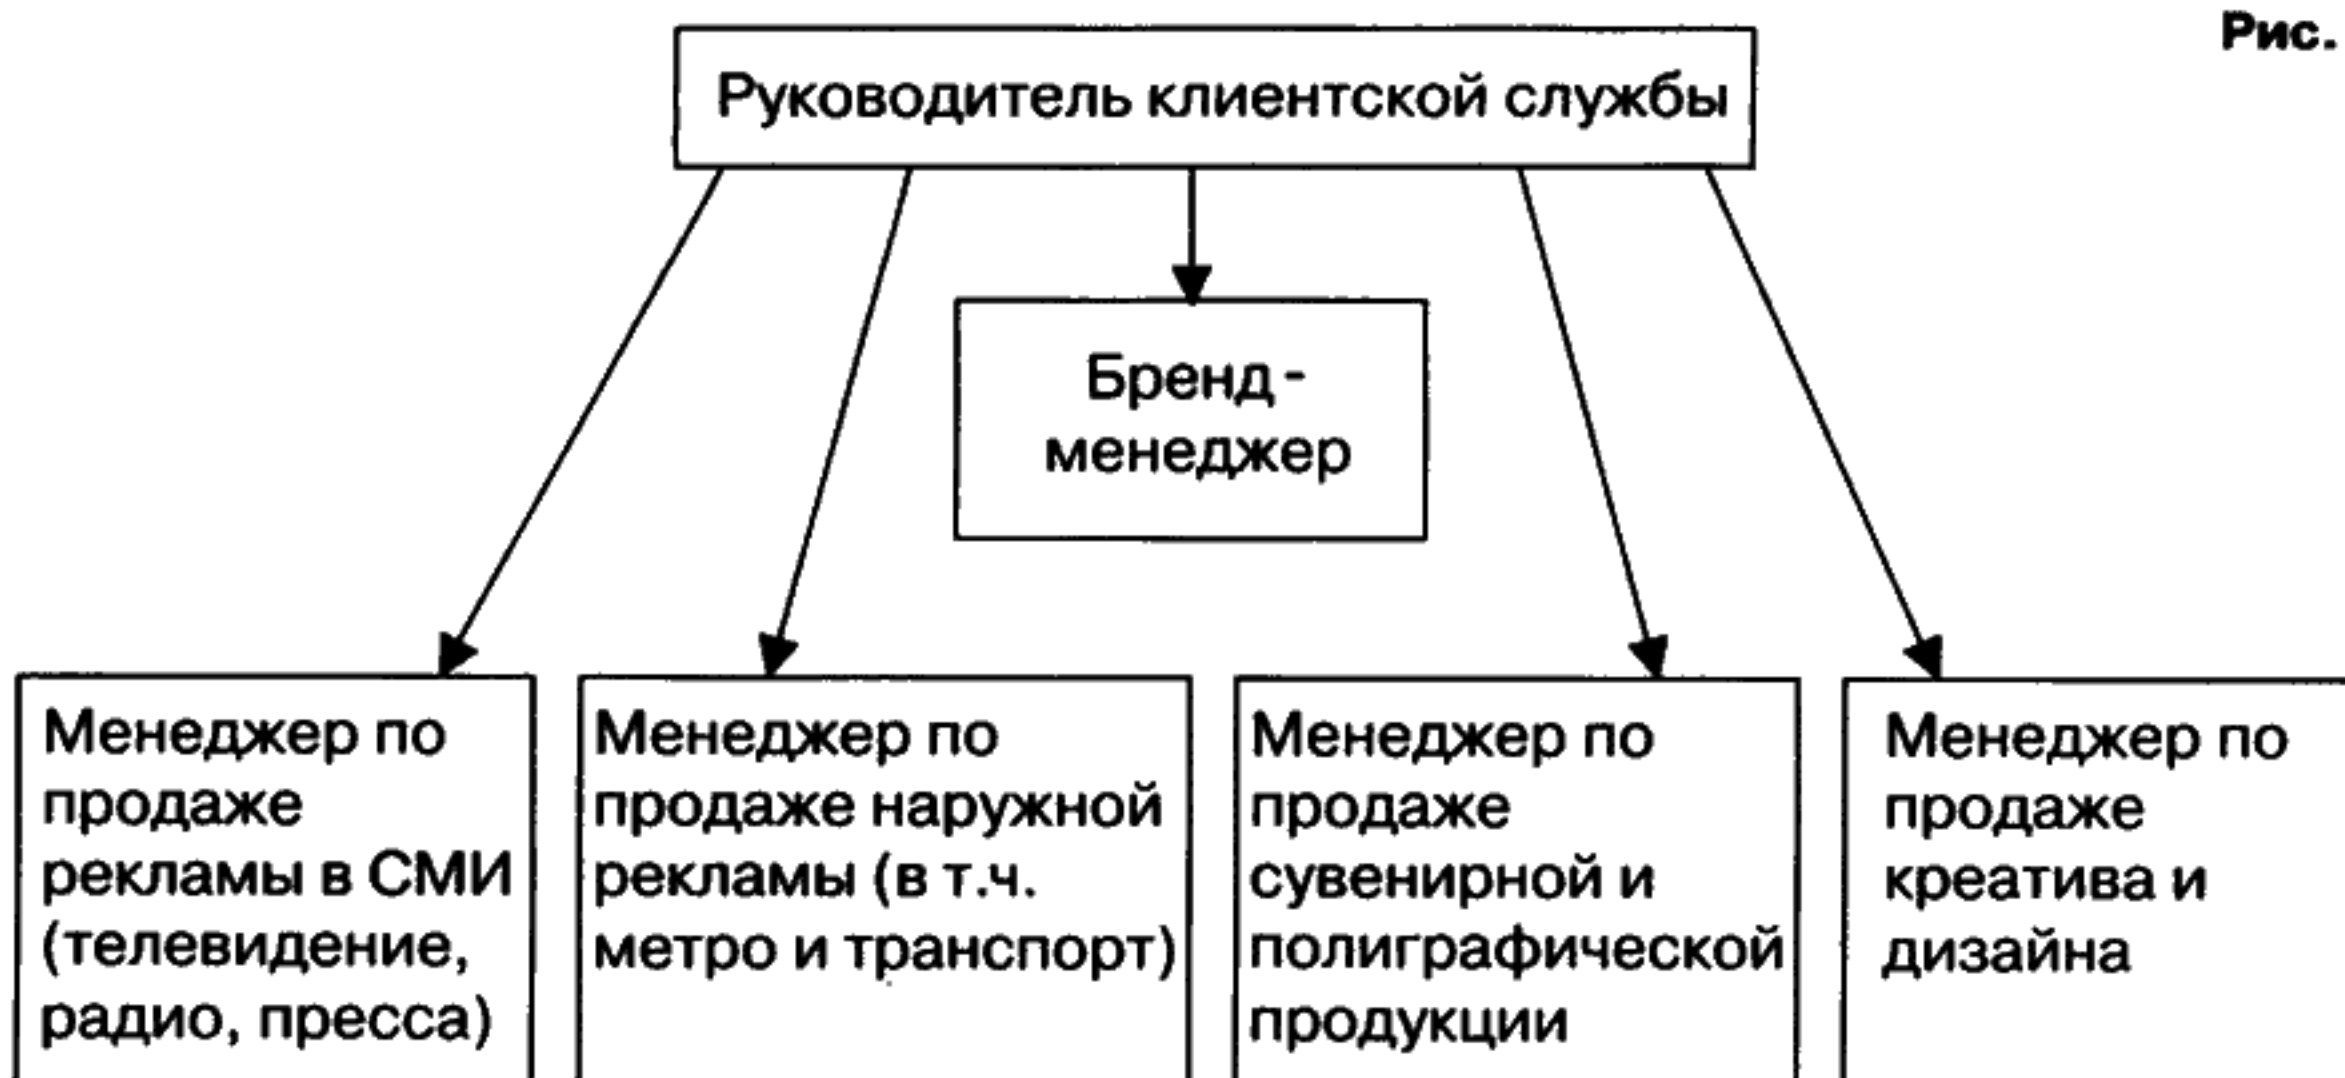 Рис.
Руководитель клиентской службы
Бренд-
менеджер
Менеджер по
продаже
рекламы в СМИ
(телевидение,
радио, пресса)
Менеджер по
продаже наружной
рекламы (в т.ч.
метро и транспорт)
Менеджер по
продаже
сувенирной и
полиграфической
продукции
Менеджер по
продаже
креатива и
дизайна